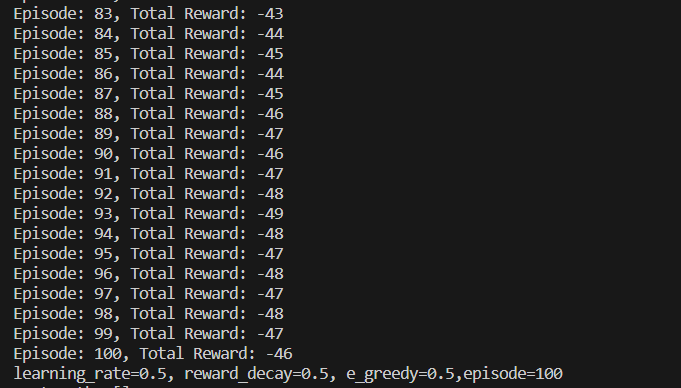 Episode: 83, Total Reward: -43
Episode: 84, Total Reward: -44
Episode: 85, Total Reward: -45
Episode: 86, Total Reward: -44
Episode: 87, Total Reward: -45
Episode: 88, Total Reward: -46
Episode: 89, Total Reward: -47
Episode: 90, Total Reward: -46
Episode: 91, Total Reward: -47
Episode: 92, Total Reward: -48
Episode: 93, Total Reward: -49
Episode: 94, Total Reward: -48
Episode: 95, Total Reward: -47
Episode: 96, Total Reward: -48
Episode: 97, Total Reward: -47
Episode: 98, Total Reward: -48
Episode: 99, Total Reward: -47
Episode: 100, Total Reward: -46
learning_rate=0.5, reward_decay=0.5, e_greedy=0.5,episode=100